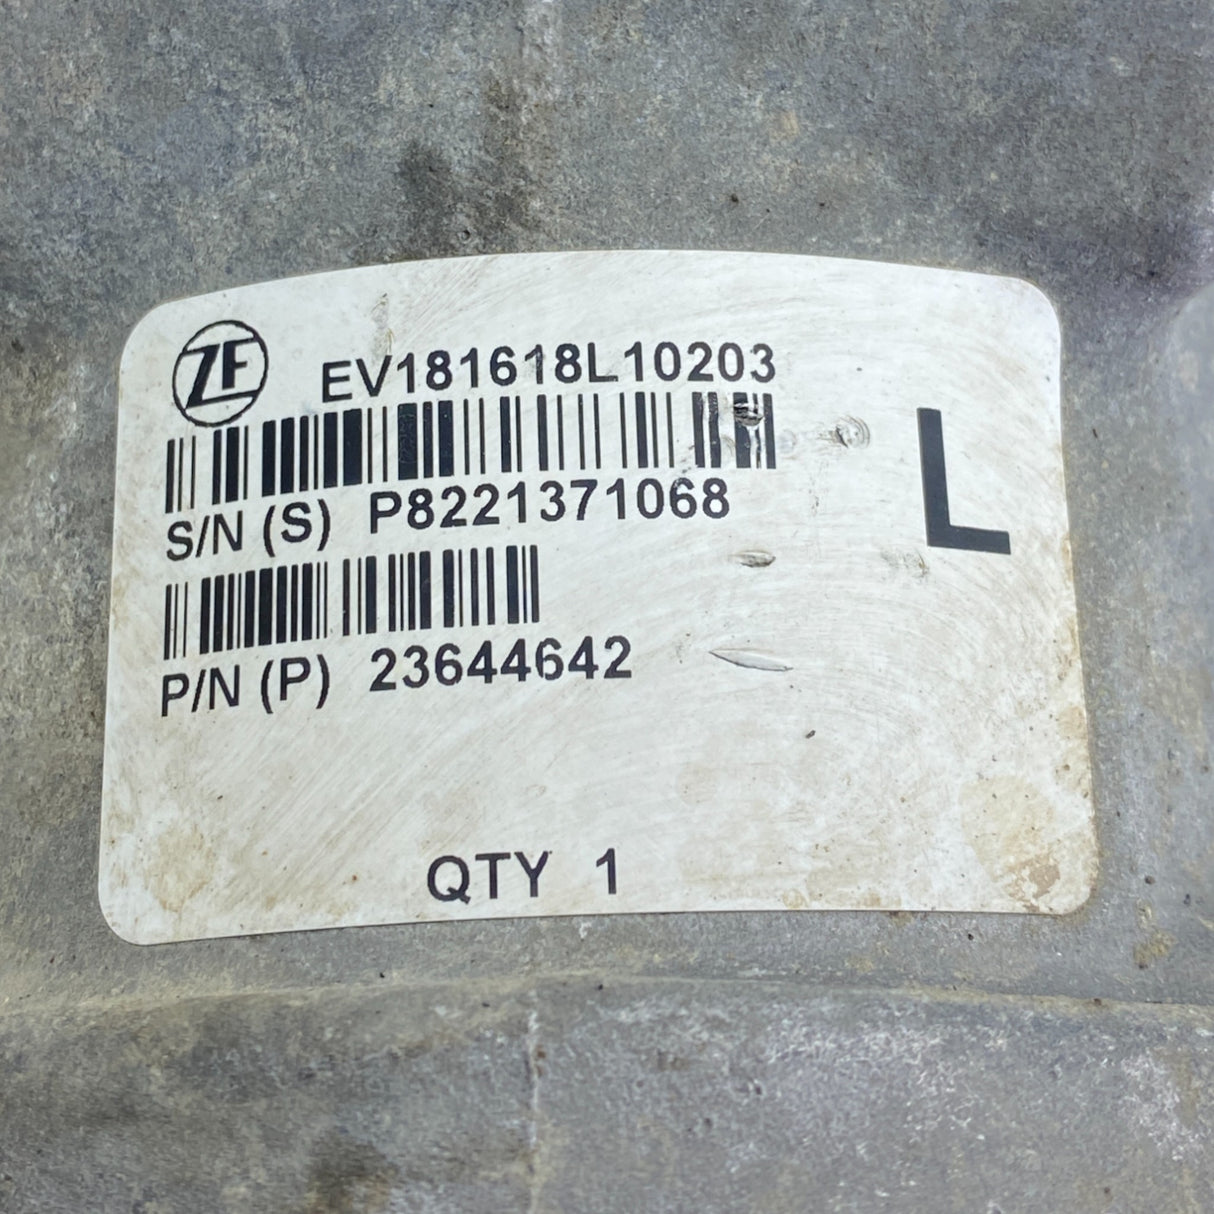 ZF EV181618L10203
S/N (S) P8221371068
L
P/N (P) 23644642
QTY 1